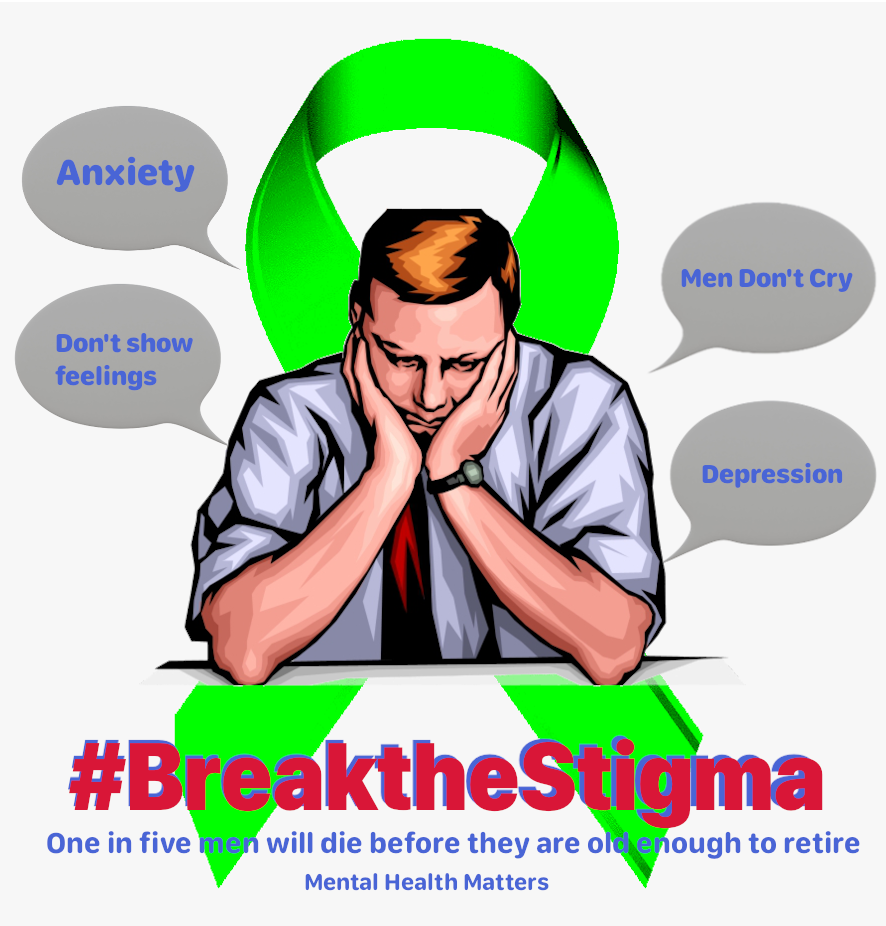 Anxiety
Men Don't Cry
Don't show
feelings
Depression
#BreaktheStigma
One in five men will die before they are old enough to retire
Mental Health Matters